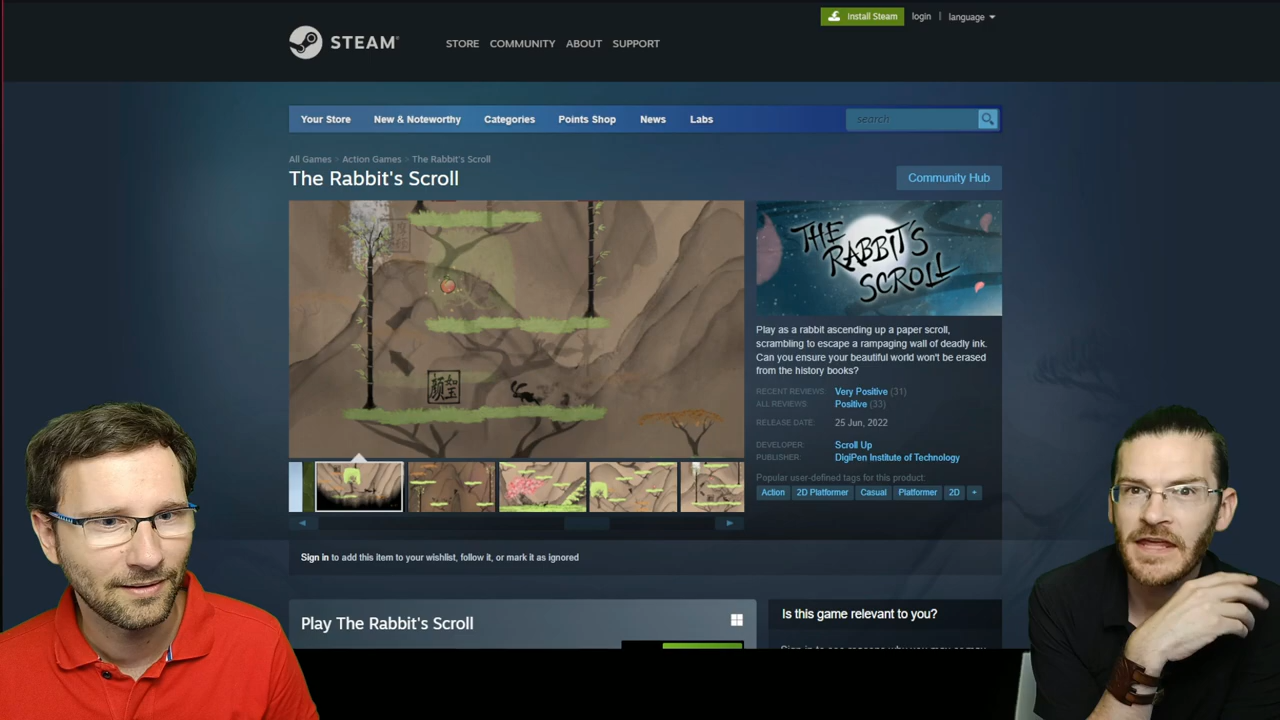 Install Steam
login
language
STEAM®
STORE COMMUNITY ABOUT SUPPORT
Your Store New & Noteworthy Categories Points Shop News Labs
search
All Games > Action Games > The Rabbit's Scroll
The Rabbit's Scroll
Community Hub
THE
RABBIT'S
SCROLL
Play as a rabbit ascending up a paper scroll,
scrambling to escape a rampaging wall of deadly ink.
Can you ensure your beautiful world won't be erased
from the history books?
RECENT REVIEWS: Very Positive (31)
ALL REVIEWS: Positive (33)
RELEASE DATE: 25 Jun, 2022
DEVELOPER: Scroll Up
PUBLISHER: DigiPen Institute of Technology
Popular user-defined tags for this product:
Action 2D Platformer Casual Platformer 2D +
Sign in to add this item to your wishlist, follow it, or mark it as ignored
Play The Rabbit's Scroll
Is this game relevant to you?